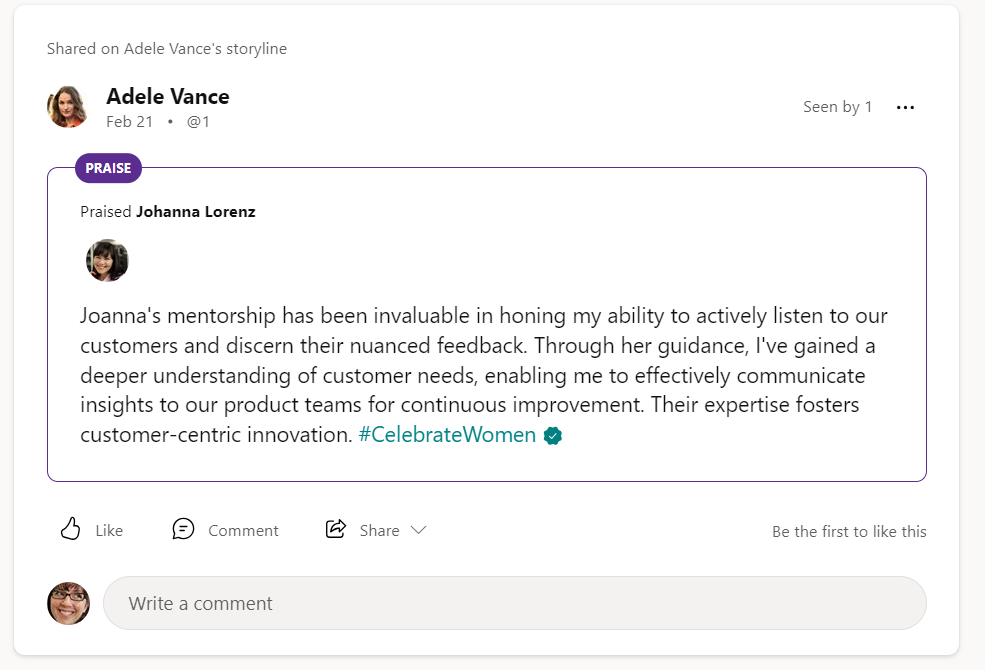 Shared on Adele Vance's storyline
Adele Vance
Feb 21 • @1
Seen by 1
PRAISE
Praised Johanna Lorenz
Joanna's mentorship has been invaluable in honing my ability to actively listen to our
customers and discern their nuanced feedback. Through her guidance, I've gained a
deeper understanding of customer needs, enabling me to effectively communicate
insights to our product teams for continuous improvement. Their expertise fosters
customer-centric innovation. #CelebrateWomen
Like Comment Share Be the first to like this
Write a comment